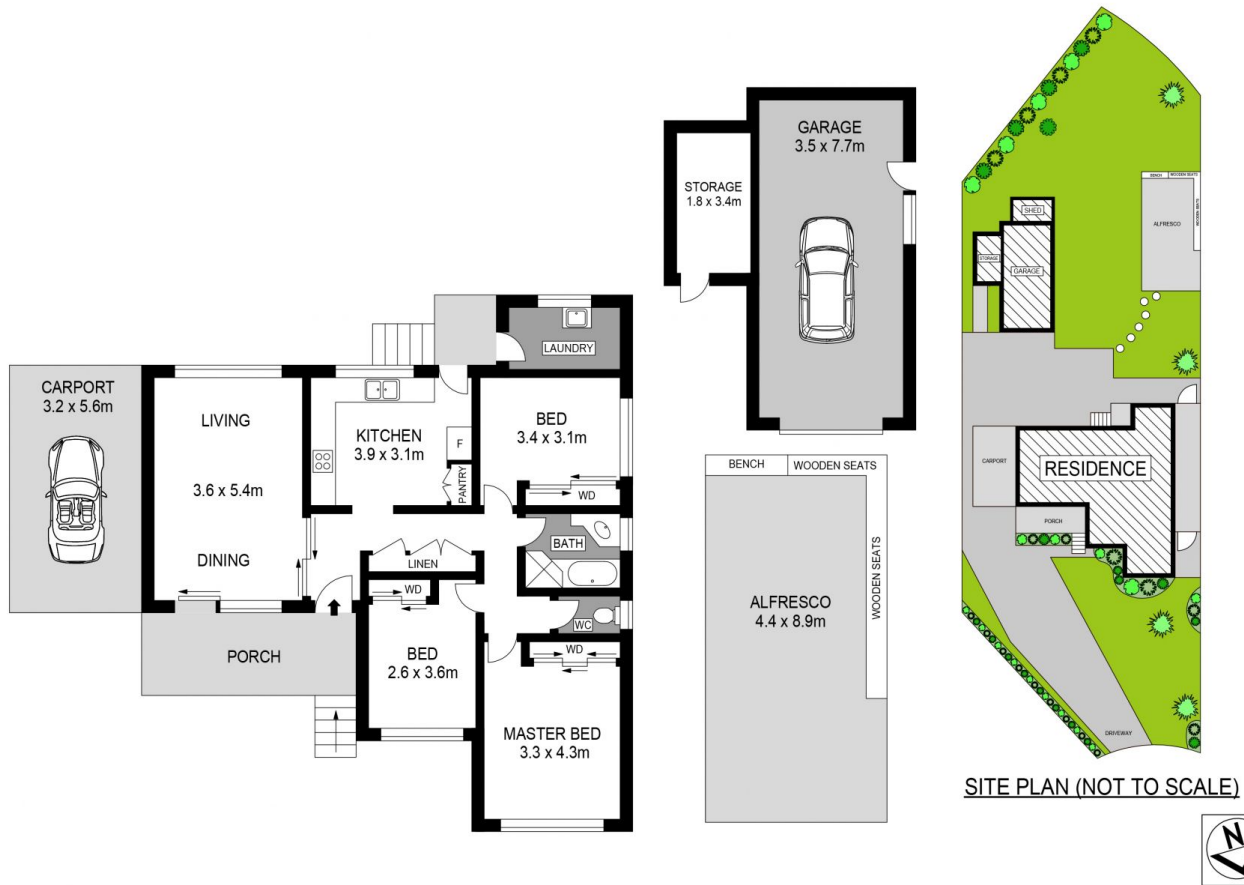 CARPORT
3.2 x 5.6m
LIVING
3.6 x 5.4m
DINING
KITCHEN
3.9 x 3.1m
F
PANTRY
LAUNDRY
BED
3.4 x 3.1m
WD
BATH
LINEN
WD
WC
BED
2.6 x 3.6m
WD
MASTER BED
3.3 x 4.3m
PORCH
STORAGE
1.8 x 3.4m
GARAGE
3.5 x 7.7m
BENCH
WOODEN SEATS
WOODEN SEATS
ALFRESCO
4.4 x 8.9m
BENCH
WOODEN SEATS
WOODEN SEATS
ALFRESCO
SHED
STORAGE
GARAGE
CARPORT
RESIDENCE
PORCH
DRIVEWAY
SITE PLAN (NOT TO SCALE)
N